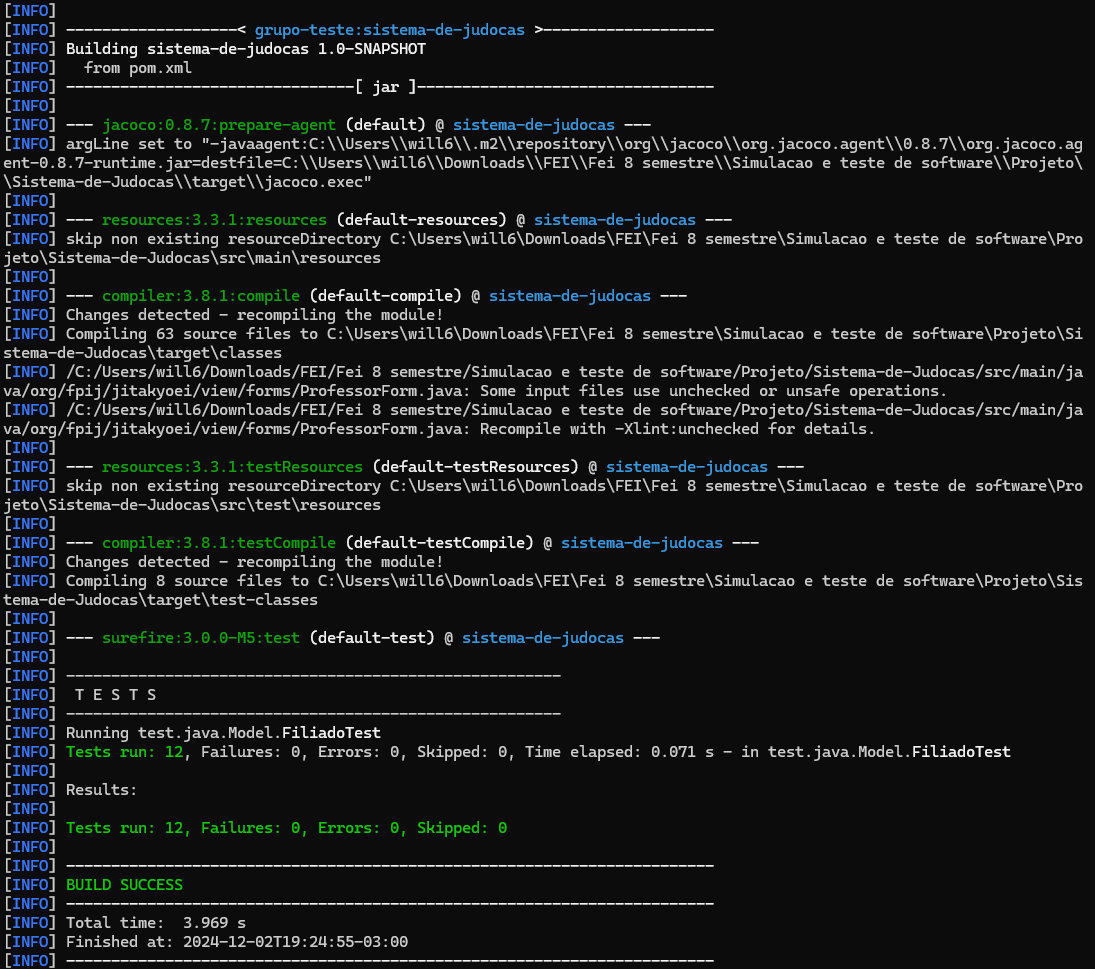 [INFO]
[INFO] -------------------< grupo-teste:sistema-de-judocas >-------------------
[INFO] Building sistema-de-judocas 1.0-SNAPSHOT
[INFO]   from pom.xml
[INFO] --------------------------------[ jar ]---------------------------------
[INFO]
[INFO] --- jacoco:0.8.7:prepare-agent (default) @ sistema-de-judocas ---
[INFO] argLine set to "-javaagent:C:\\Users\\will6\\.m2\\repository\\org\\jacoco\\org.jacoco.agent\\0.8.7\\org.jacoco.ag
ent-0.8.7-runtime.jar=destfile=C:\\Users\\will6\\Downloads\\FEI\\Fei 8 semestre\\Simulacao e teste de software\\Projeto\
\Sistema-de-Judocas\\target\\jacoco.exec"
[INFO]
[INFO] --- resources:3.3.1:resources (default-resources) @ sistema-de-judocas ---
[INFO] skip non existing resourceDirectory C:\Users\will6\Downloads\FEI\Fei 8 semestre\Simulacao e teste de software\Pro
jeto\Sistema-de-Judocas\src\main\resources
[INFO]
[INFO] --- compiler:3.8.1:compile (default-compile) @ sistema-de-judocas ---
[INFO] Changes detected - recompiling the module!
[INFO] Compiling 63 source files to C:\Users\will6\Downloads\FEI\Fei 8 semestre\Simulacao e teste de software\Projeto\Si
stema-de-Judocas\target\classes
[INFO] /C:/Users/will6/Downloads/FEI/Fei 8 semestre/Simulacao e teste de software/Projeto/Sistema-de-Judocas/src/main/ja
va/org/fpij/jitakyoei/view/forms/ProfessorForm.java: Some input files use unchecked or unsafe operations.
[INFO] /C:/Users/will6/Downloads/FEI/Fei 8 semestre/Simulacao e teste de software/Projeto/Sistema-de-Judocas/src/main/ja
va/org/fpij/jitakyoei/view/forms/ProfessorForm.java: Recompile with -Xlint:unchecked for details.
[INFO]
[INFO] --- resources:3.3.1:testResources (default-testResources) @ sistema-de-judocas ---
[INFO] skip non existing resourceDirectory C:\Users\will6\Downloads\FEI\Fei 8 semestre\Simulacao e teste de software\Pro
jeto\Sistema-de-Judocas\src\test\resources
[INFO]
[INFO] --- compiler:3.8.1:testCompile (default-testCompile) @ sistema-de-judocas ---
[INFO] Changes detected - recompiling the module!
[INFO] Compiling 8 source files to C:\Users\will6\Downloads\FEI\Fei 8 semestre\Simulacao e teste de software\Projeto\Sis
tema-de-Judocas\target\test-classes
[INFO]
[INFO] --- surefire:3.0.0-M5:test (default-test) @ sistema-de-judocas ---
[INFO]
[INFO] -------------------------------------------------------
[INFO]  T E S T S
[INFO] -------------------------------------------------------
[INFO] Running test.java.Model.FiliadoTest
[INFO] Tests run: 12, Failures: 0, Errors: 0, Skipped: 0, Time elapsed: 0.071 s - in test.java.Model.FiliadoTest
[INFO]
[INFO] Results:
[INFO]
[INFO] Tests run: 12, Failures: 0, Errors: 0, Skipped: 0
[INFO]
[INFO] ------------------------------------------------------------------------
[INFO] BUILD SUCCESS
[INFO] ------------------------------------------------------------------------
[INFO] Total time:  3.969 s
[INFO] Finished at: 2024-12-02T19:24:55-03:00
[INFO] ------------------------------------------------------------------------